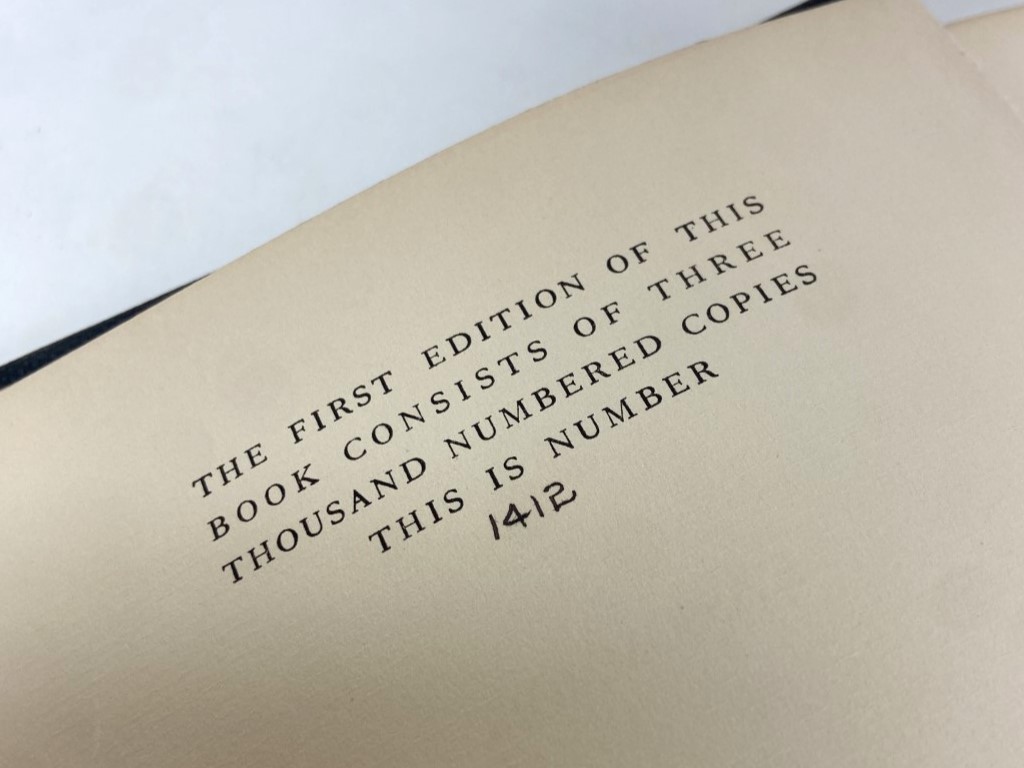 THE FIRST EDITION OF THIS
BOOK CONSISTS OF THREE
THOUSAND NUMBERED COPIES
THIS IS NUMBER
1412